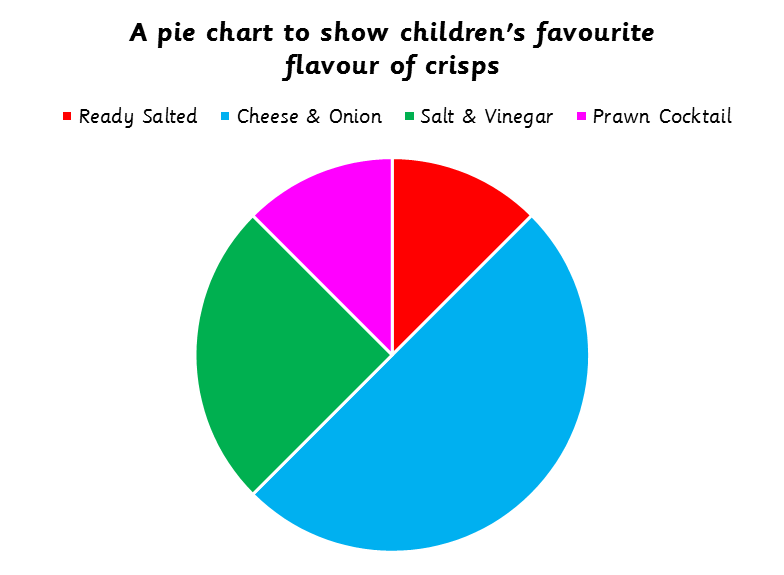 A pie chart to show children's favourite
flavour of crisps
Ready Salted Cheese & Onion Salt & Vinegar Prawn Cocktail